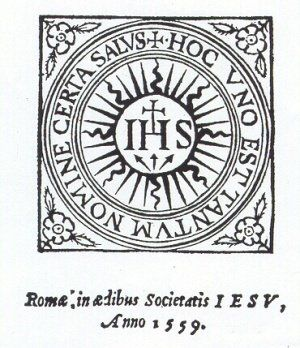 HOC VNO EST TANTVM NOMINE CERTA SALVS
IHS
Romæ, in ædibus Societatis IESV,
Anno 1559.